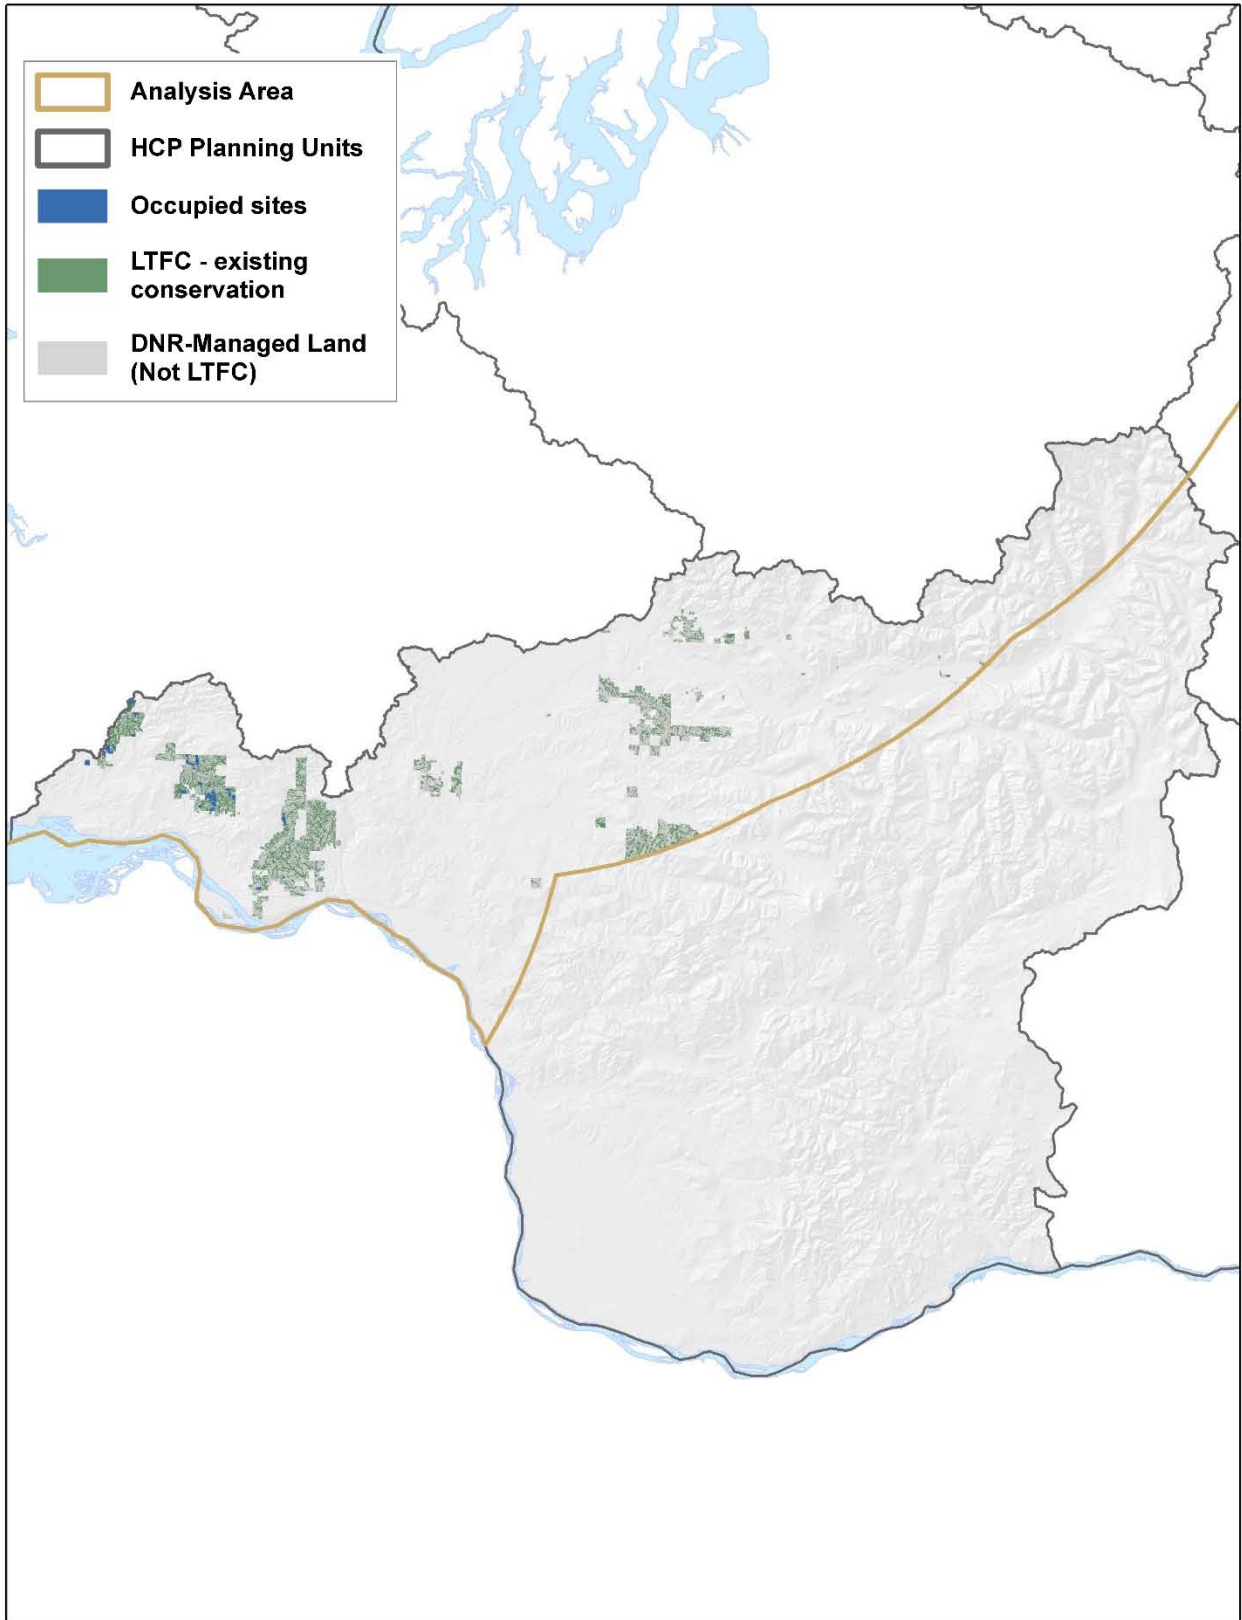 Analysis Area
HCP Planning Units
Occupied sites
LTFC - existing
conservation
DNR-Managed Land
(Not LTFC)